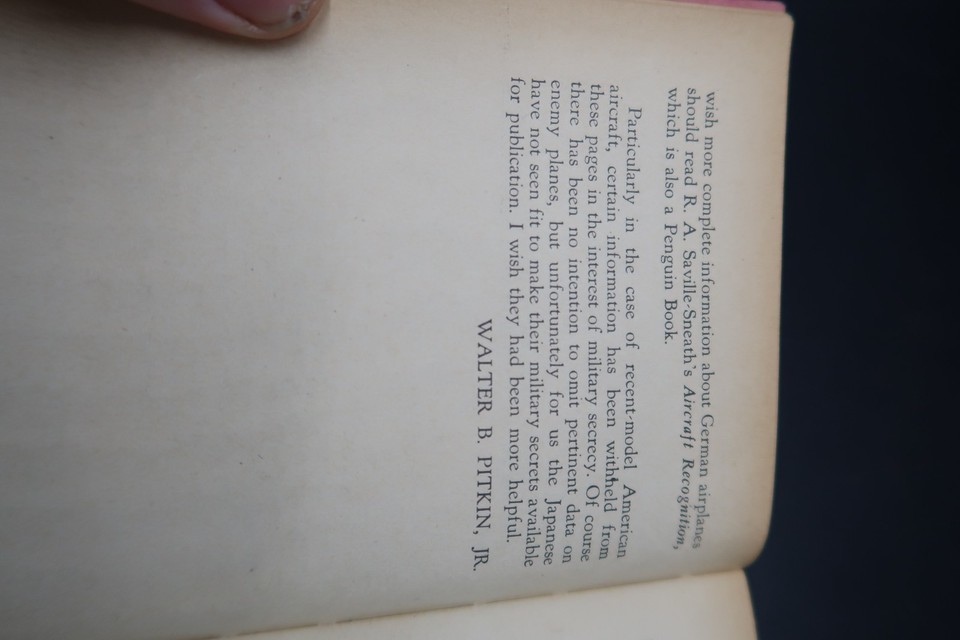 wish more complete information about German airplanes
should read R. A. Saville-Sneath's Aircraft Recognition,
which is also a Penguin Book.
Particularly in the case of recent-model American
aircraft, certain information has been withheld from
these pages in the interest of military secrecy. Of course
there has been no intention to omit pertinent data on
enemy planes, but unfortunately for us the Japanese
have not seen fit to make their military secrets available
for publication. I wish they had been more helpful.
WALTER B. PITKIN, JR.